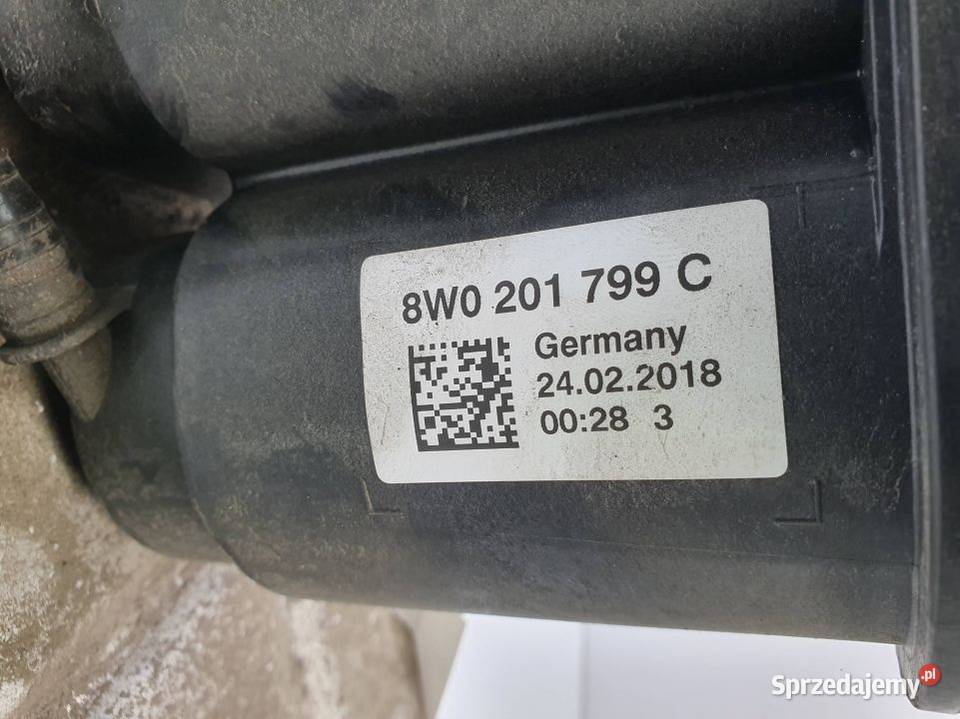 8W0 201 799 C
Germany
24.02.2018
00:28 3
Sprzedajemy.pl